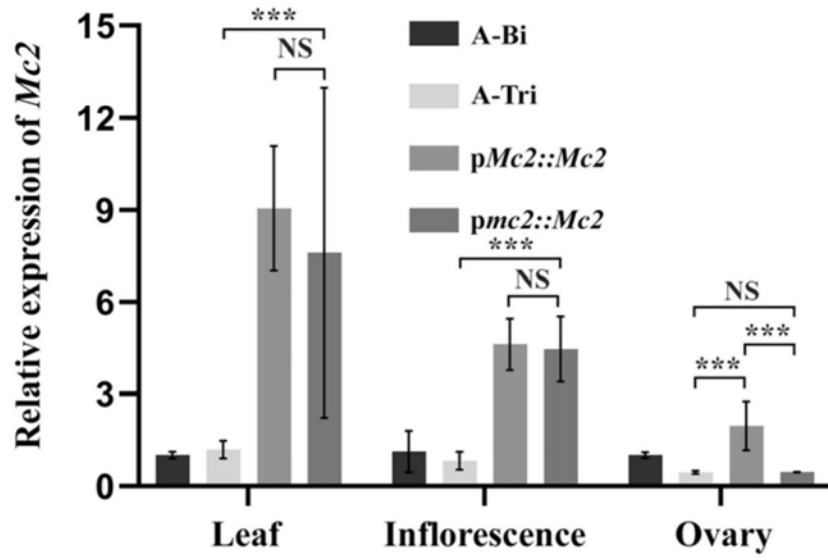 Relative expression of Mc2
15
12
9
6
3
0
A-Bi
A-Tri
pMc2::Mc2
pmc2::Mc2
***
NS
***
NS
NS
***
***
Leaf
Inflorescence
Ovary